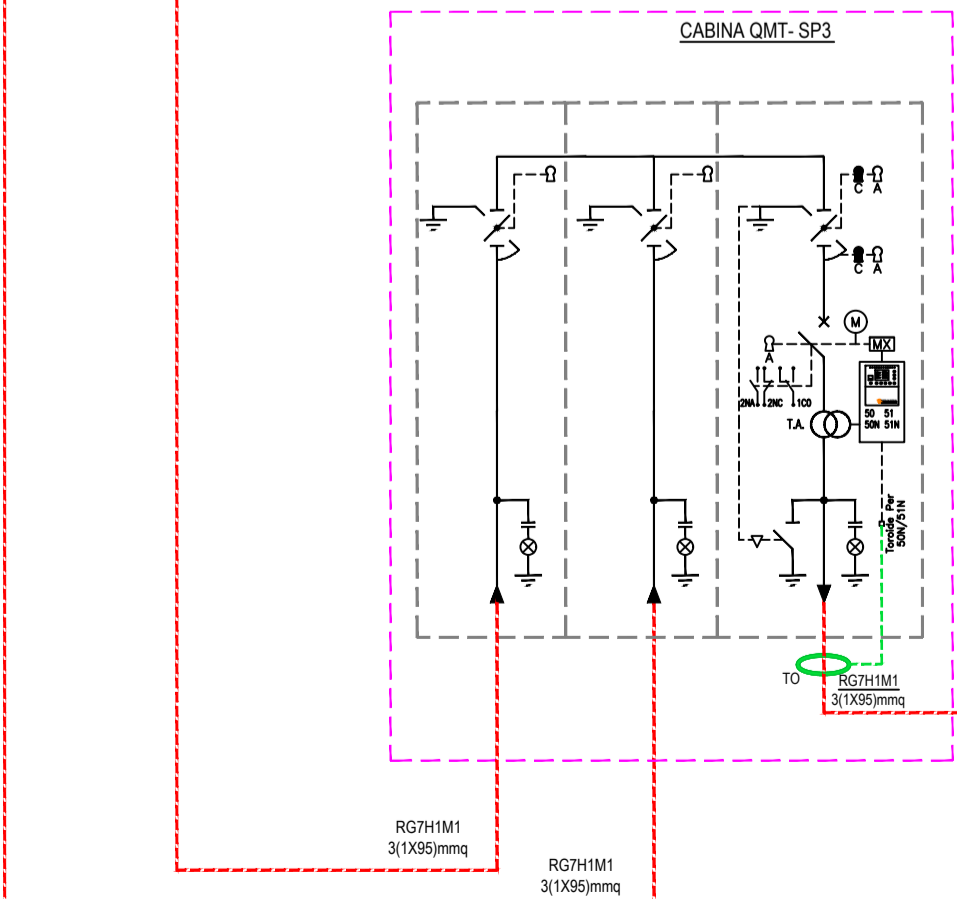 CABINA QMT- SP3
C A
C A
M
MX
A
2NA
2NC
1CO
50 51
50N 51N
T.A.
Toroide Per
50N/51N
TO
RG7H1M1
3(1X95)mmq
RG7H1M1
3(1X95)mmq
RG7H1M1
3(1X95)mmq